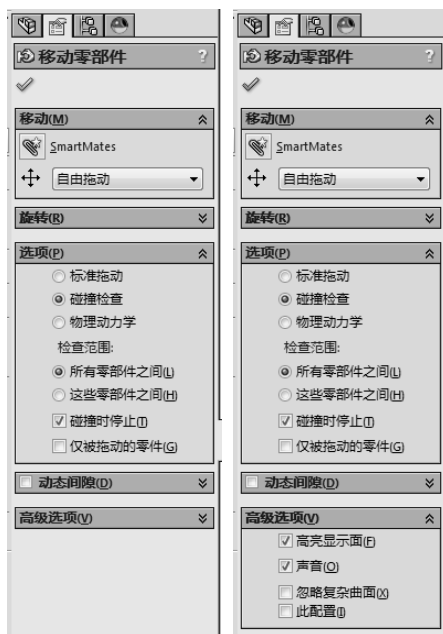 移动零部件 ?
移动(M)
SmartMates
自由拖动
旋转(R)
选项(P)
标准拖动
碰撞检查
物理动力学
检查范围:
所有零部件之间(L)
这些零部件之间(H)
碰撞时停止(T)
仅被拖动的零件(G)
动态间隙(D)
高级选项(V)
移动零部件 ?
移动(M)
SmartMates
自由拖动
旋转(R)
选项(P)
标准拖动
碰撞检查
物理动力学
检查范围:
所有零部件之间(L)
这些零部件之间(H)
碰撞时停止(T)
仅被拖动的零件(G)
动态间隙(D)
高级选项(V)
高亮显示面(F)
声音(O)
忽略复杂曲面(X)
此配置(I)